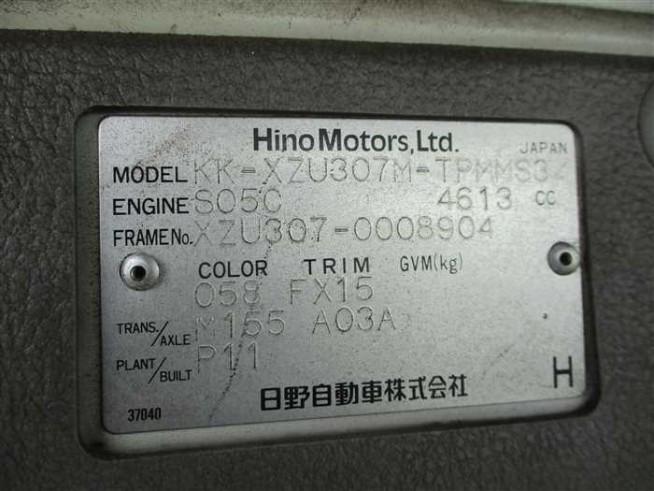 Hino Motors, Ltd.
JAPAN
MODEL KK-XZU307M-TPMMS3
ENGINE S05C 4613 cc
FRAME No. XZU307-0008904
COLOR TRIM GVM(kg)
058 FX15
TRANS./AXLE M155 A03A
PLANT/BUILT P11
37040 日野自動車株式会社 H